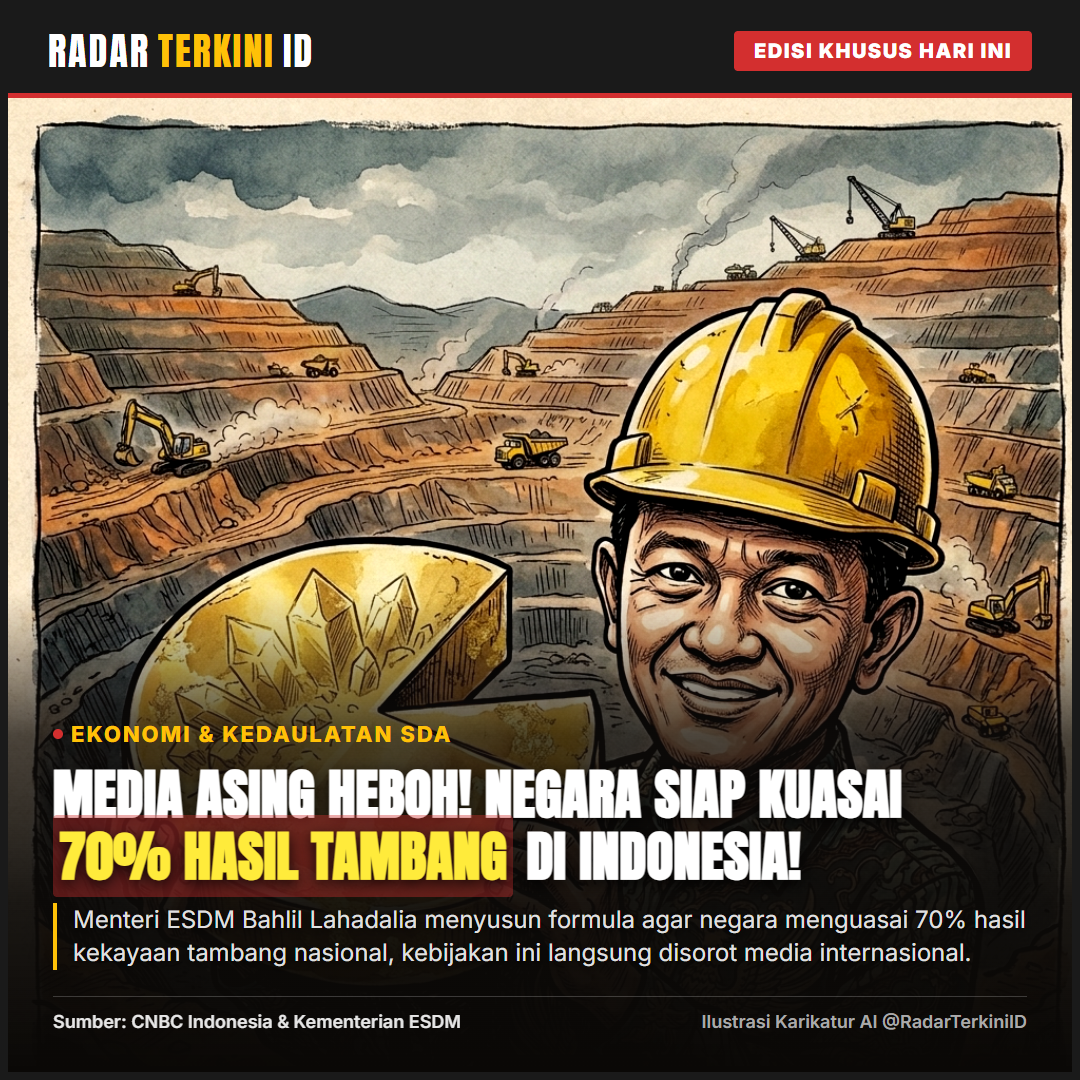 RADAR TERKINI ID
EDISI KHUSUS HARI INI
EKONOMI & KEDAULATAN SDA
MEDIA ASING HEBOH! NEGARA SIAP KUASAI
70% HASIL TAMBANG DI INDONESIA!
Menteri ESDM Bahlil Lahadalia menyusun formula agar negara menguasai 70% hasil
kekayaan tambang nasional, kebijakan ini langsung disorot media internasional.
Sumber: CNBC Indonesia & Kementerian ESDM
Ilustrasi Karikatur AI @RadarTerkiniID